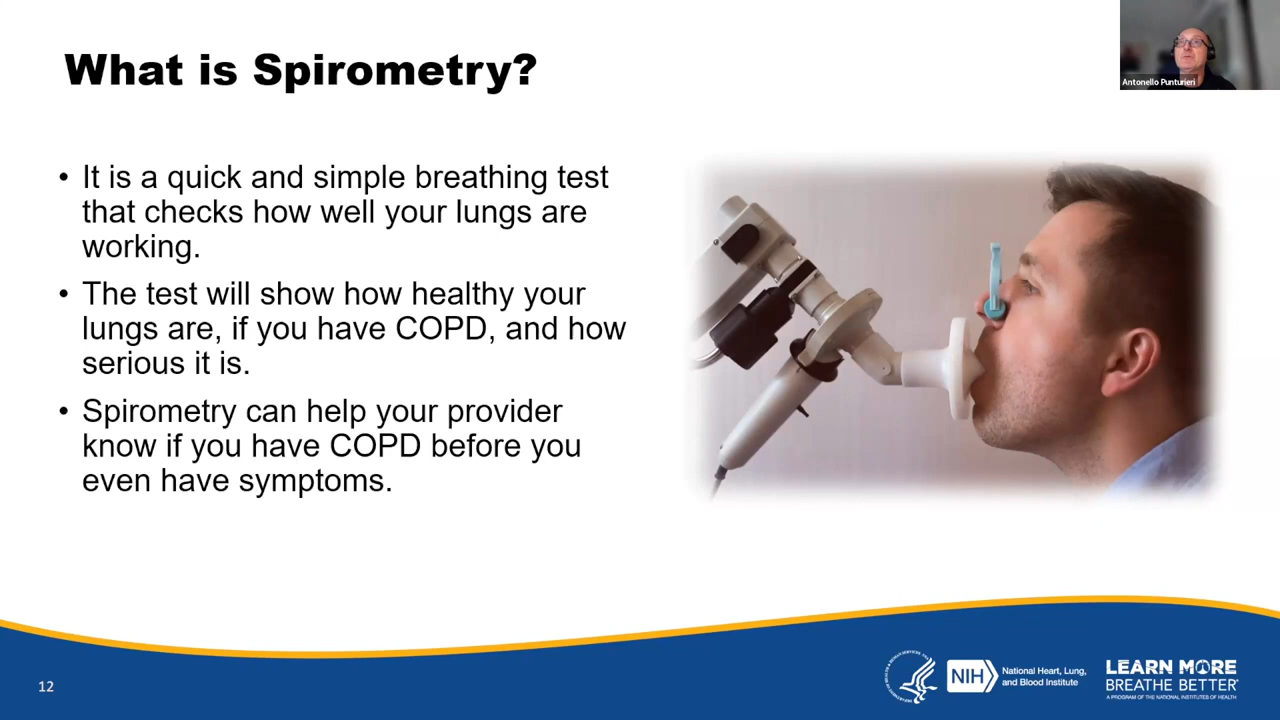 What is Spirometry?
Antonello Punturieri
• It is a quick and simple breathing test
that checks how well your lungs are
working.
• The test will show how healthy your
lungs are, if you have COPD, and how
serious it is.
• Spirometry can help your provider
know if you have COPD before you
even have symptoms.
12
NIH
National Heart, Lung,
and Blood Institute
LEARN MORE
BREATHE BETTER®
A PROGRAM OF THE NATIONAL INSTITUTES OF HEALTH